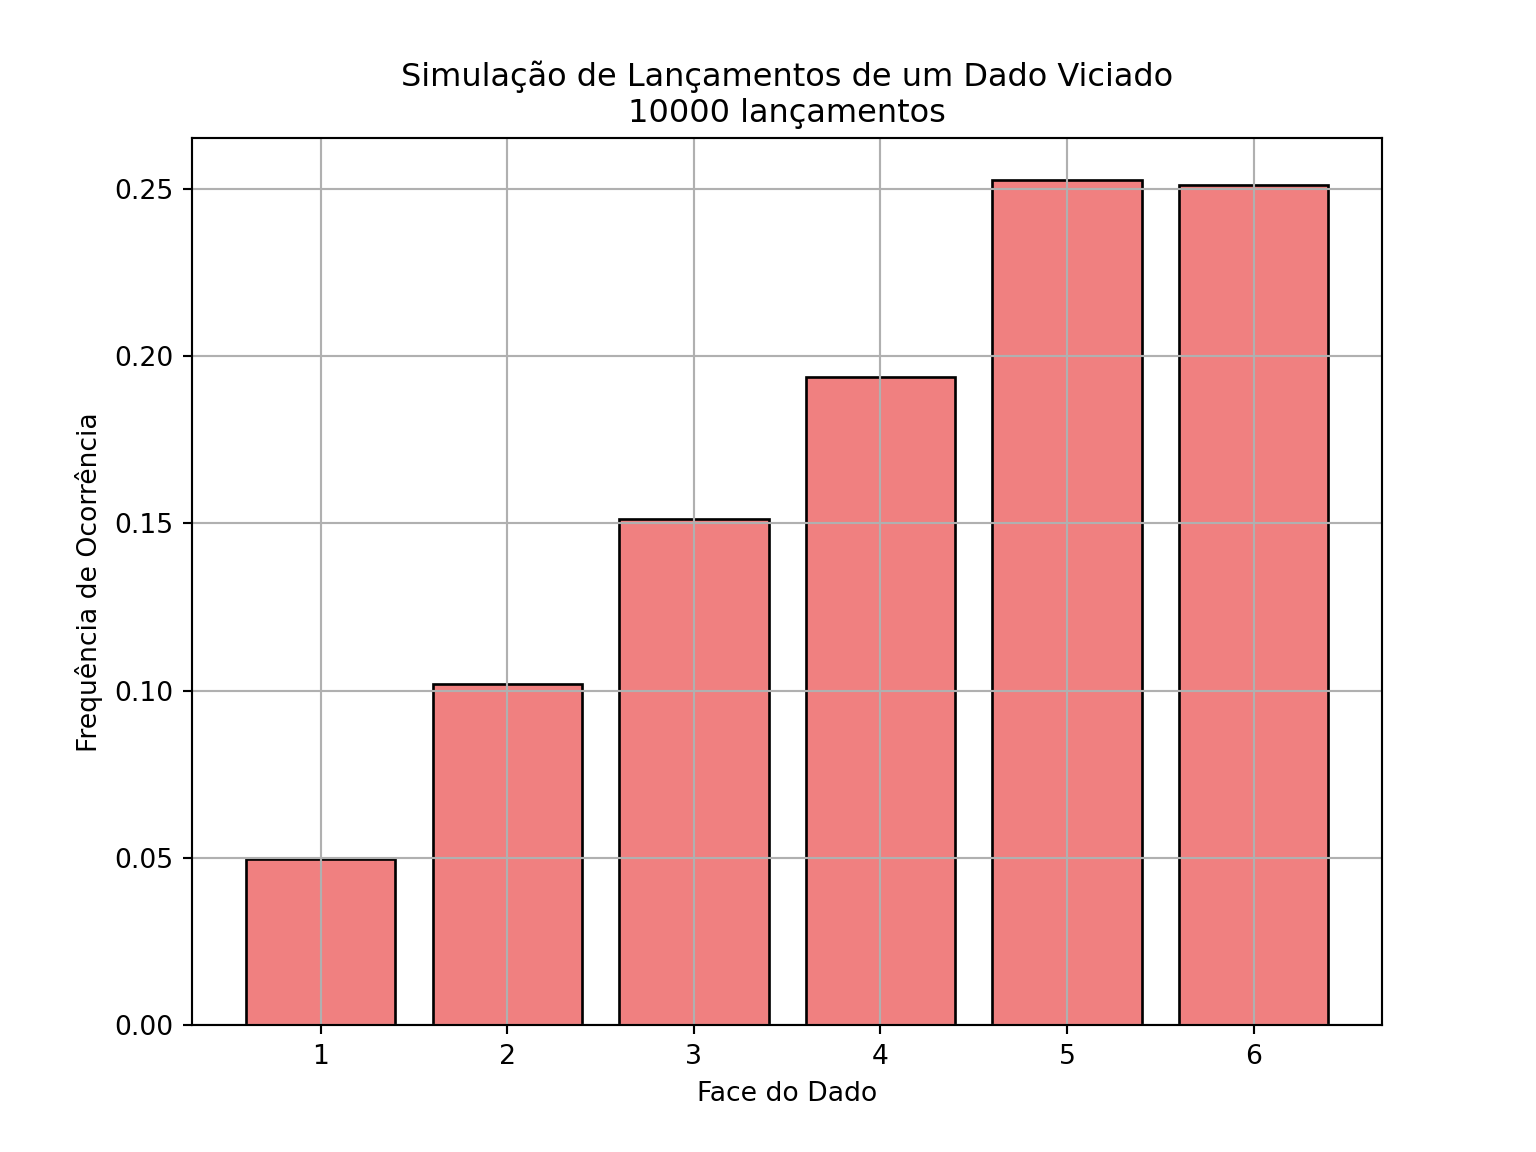 Simulação de Lançamentos de um Dado Viciado
10000 lançamentos
Frequência de Ocorrência
0.25
0.20
0.15
0.10
0.05
0.00
1 2 3 4 5 6
Face do Dado